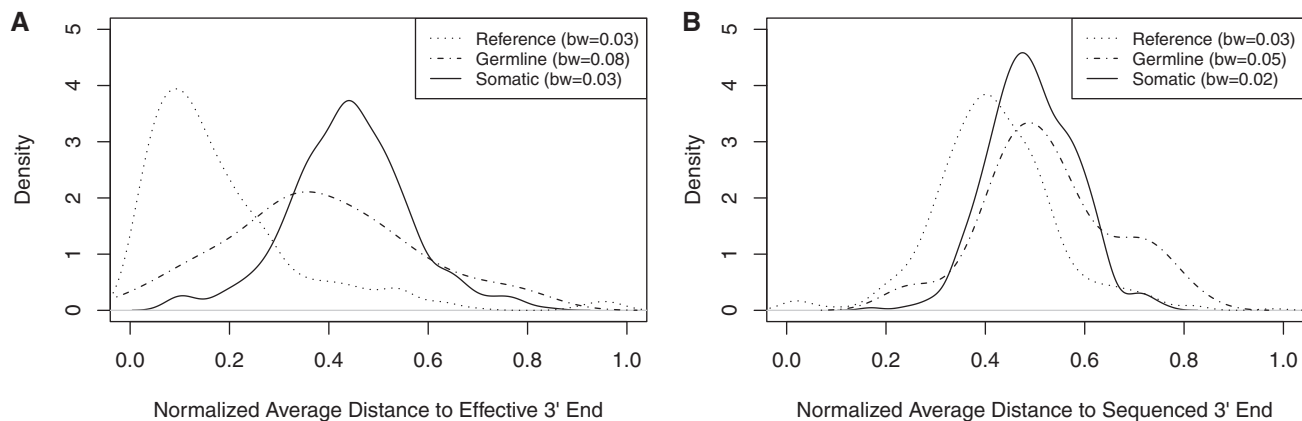 A
Density
5
4
3
2
1
0
Reference (bw=0.03)
Germline (bw=0.08)
Somatic (bw=0.03)
0.0 0.2 0.4 0.6 0.8 1.0
Normalized Average Distance to Effective 3' End
B
Density
5
4
3
2
1
0
Reference (bw=0.03)
Germline (bw=0.05)
Somatic (bw=0.02)
0.0 0.2 0.4 0.6 0.8 1.0
Normalized Average Distance to Sequenced 3' End